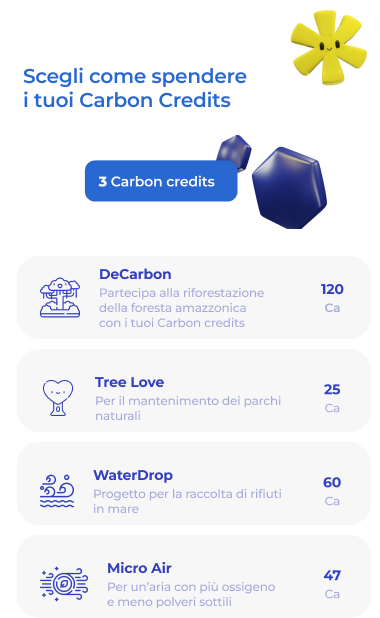 Scegli come spendere
i tuoi Carbon Credits
3 Carbon credits
DeCarbon
Partecipa alla riforestazione
della foresta amazzonica
con i tuoi Carbon credits
120
Ca
Tree Love
Per il mantenimento dei parchi
naturali
25
Ca
WaterDrop
Progetto per la raccolta di rifiuti
in mare
60
Ca
Micro Air
Per un’aria con più ossigeno
e meno polveri sottili
47
Ca